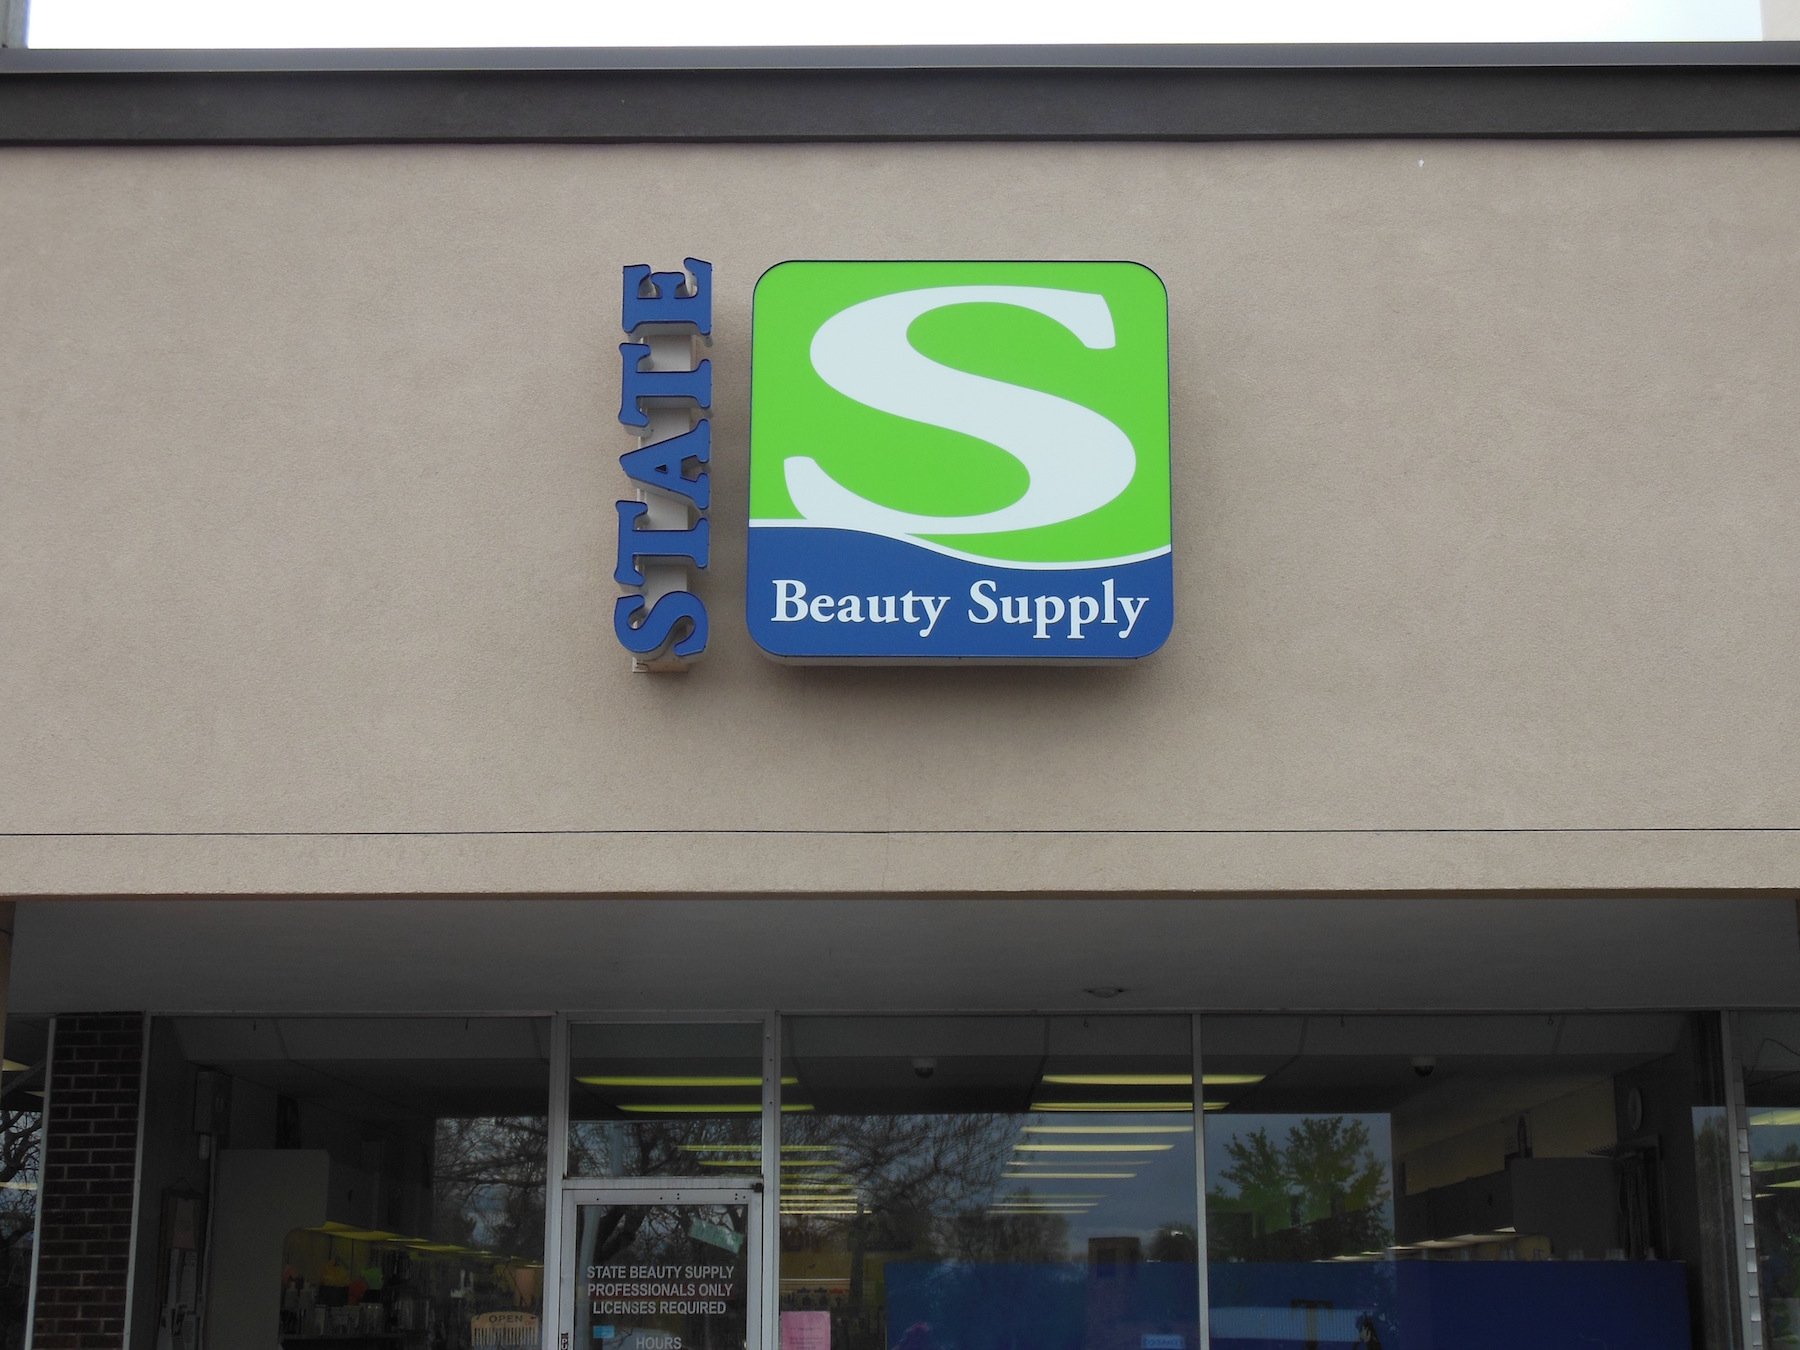 STATE
S
Beauty Supply
STATE BEAUTY SUPPLY
PROFESSIONALS ONLY
LICENSES REQUIRED
HOURS
OPEN